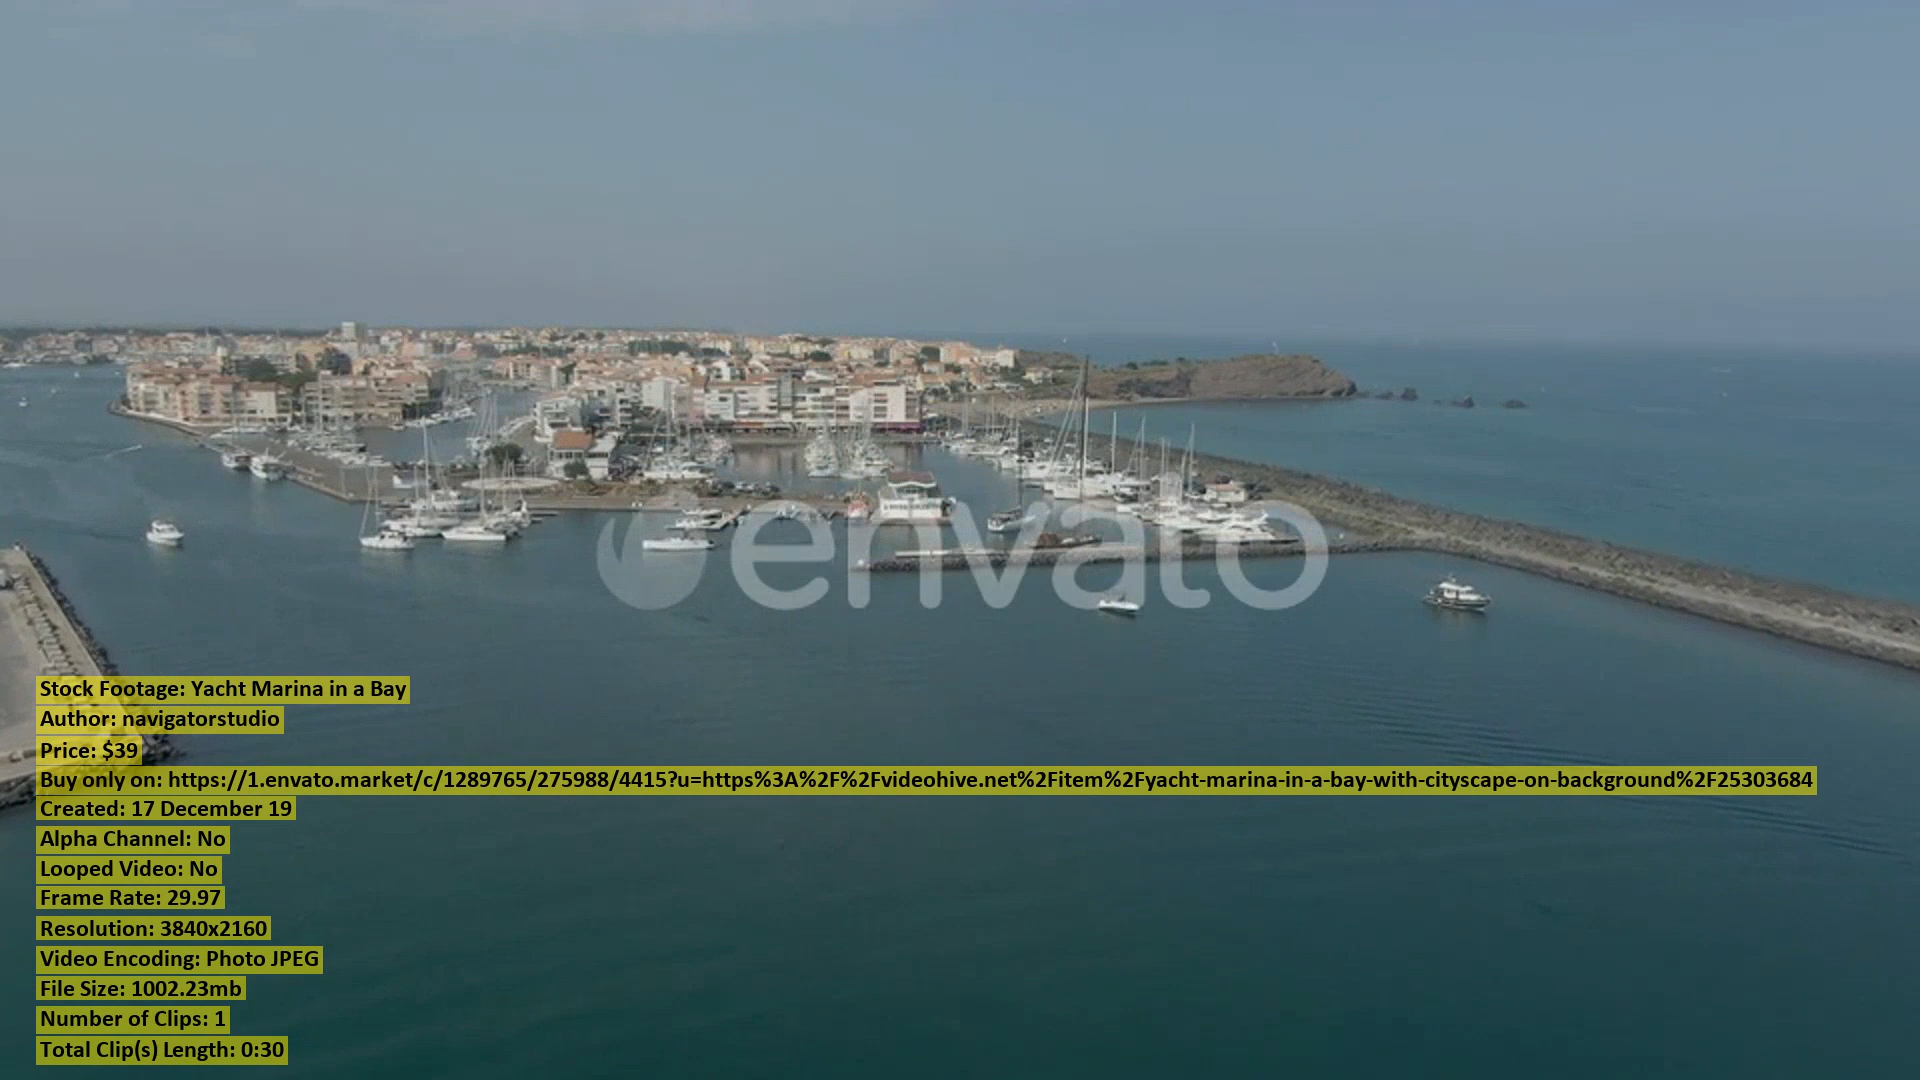 envato
Stock Footage: Yacht Marina in a Bay
Author: navigatorstudio
Price: $39
Buy only on: https://1.envato.market/c/1289765/275988/4415?u=https%3A%2F%2Fvideohive.net%2Fitem%2Fyacht-marina-in-a-bay-with-cityscape-on-background%2F25303684
Created: 17 December 19
Alpha Channel: No
Looped Video: No
Frame Rate: 29.97
Resolution: 3840x2160
Video Encoding: Photo JPEG
File Size: 1002.23mb
Number of Clips: 1
Total Clip(s) Length: 0:30